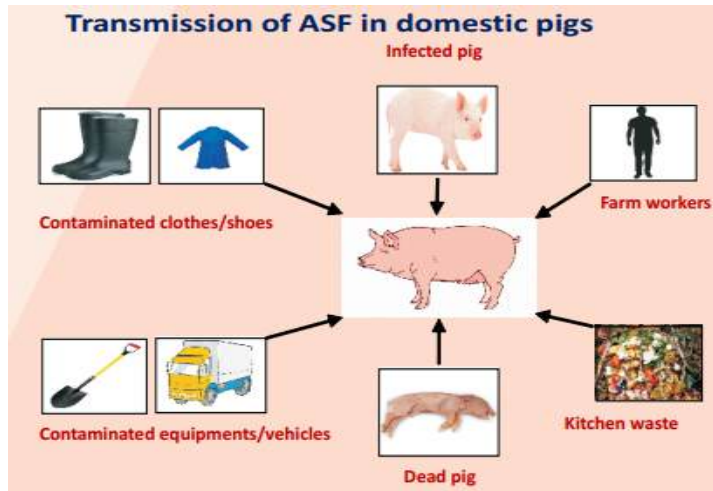 Transmission of ASF in domestic pigs
Infected pig
Farm workers
Contaminated clothes/shoes
Contaminated equipments/vehicles
Kitchen waste
Dead pig